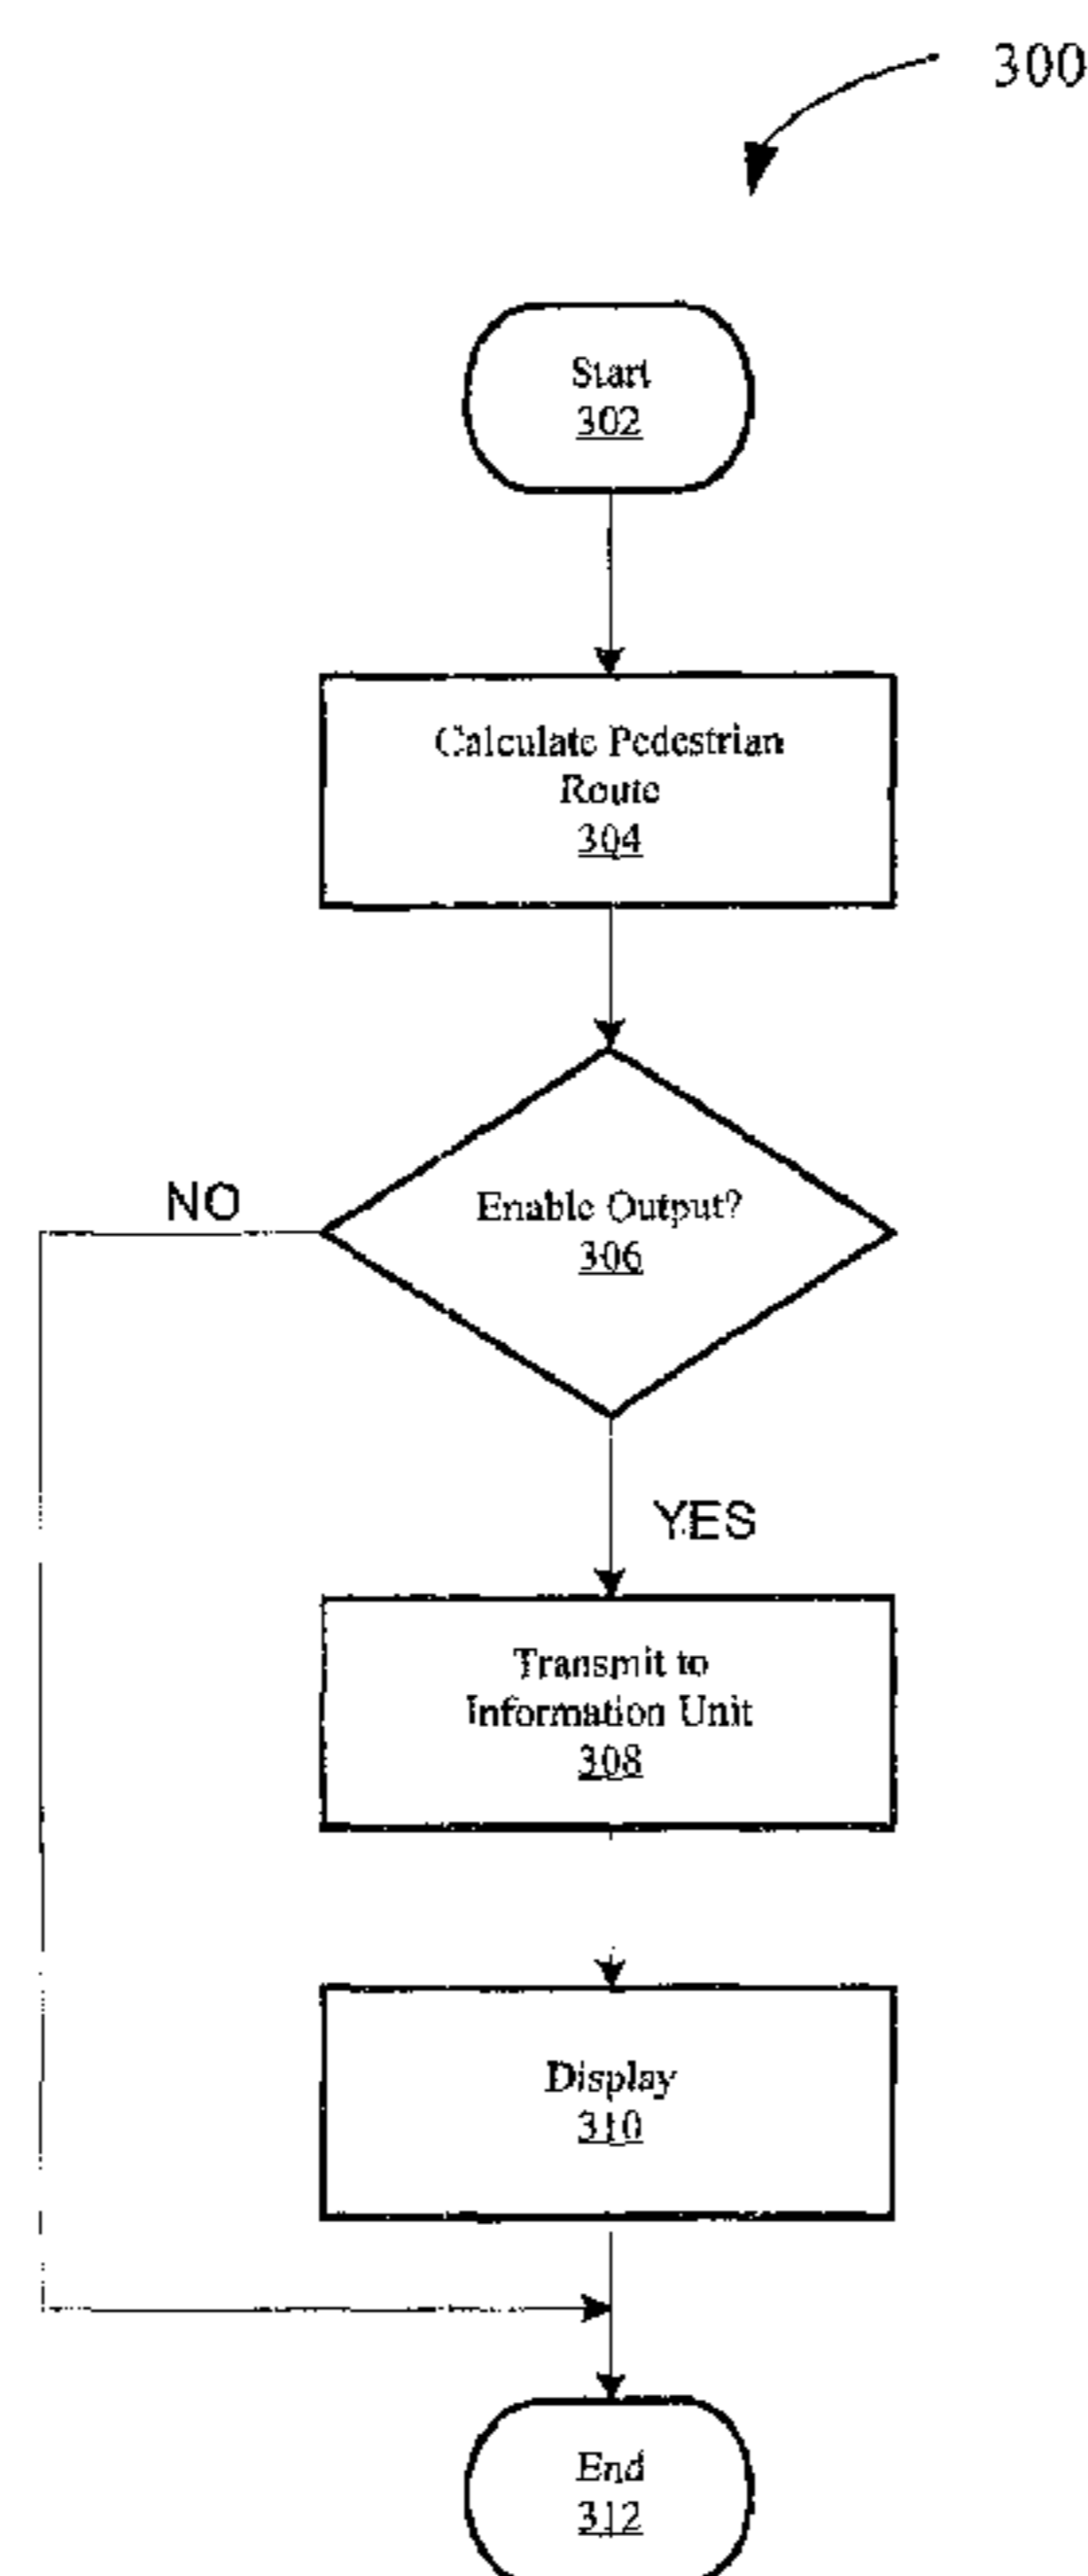 300
Start
302
Calculate Pedestrian
Route
304
Enable Output?
306
NO
YES
Transmit to
Information Unit
308
Display
310
End
312